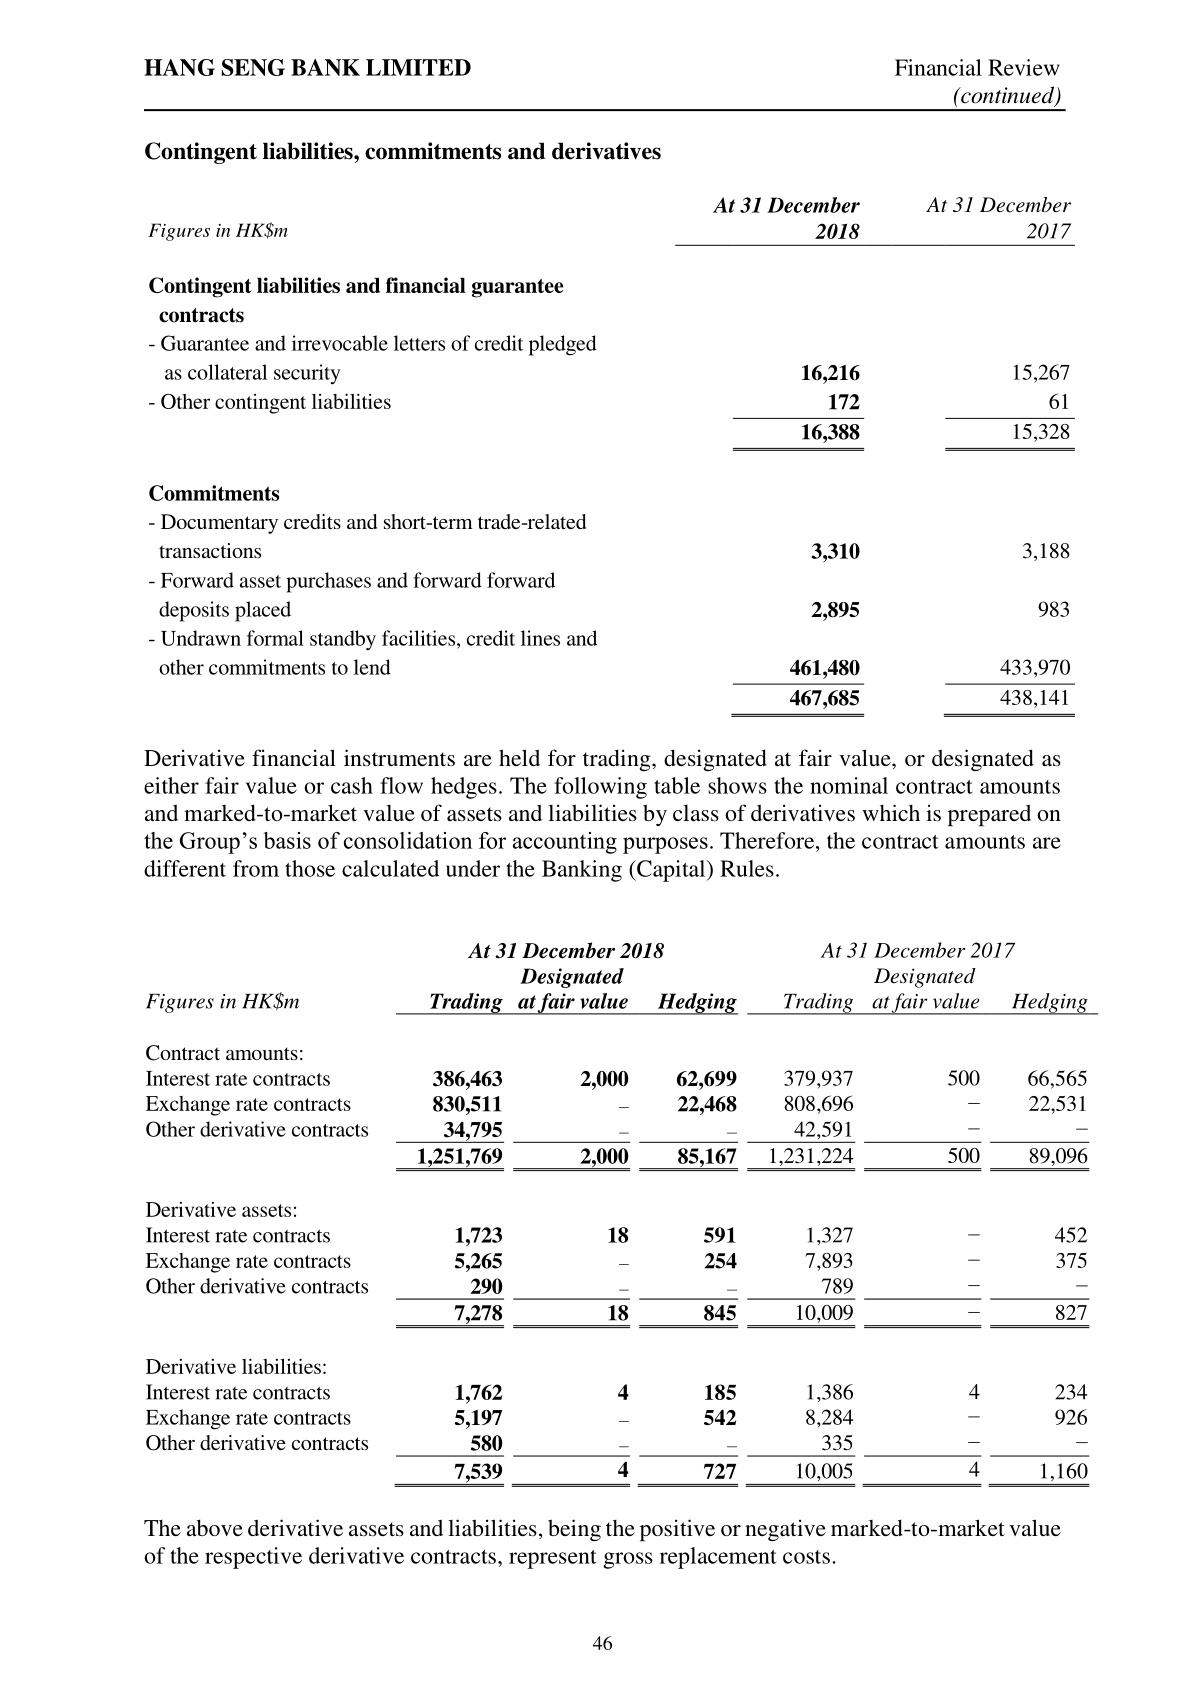 HANG SENG BANK LIMITED Financial Review
(continued)
Contingent liabilities, commitments and derivatives
At 31 December At 31 December
Figures in HK$m 2018 2017
Contingent liabilities and financial guarantee
contracts
- Guarantee and irrevocable letters of credit pledged
as collateral security 16,216 15,267
- Other contingent liabilities 172 61
16,388 15,328
Commitments
- Documentary credits and short-term trade-related
transactions 3,310 3,188
- Forward asset purchases and forward forward
deposits placed 2,895 983
- Undrawn formal standby facilities, credit lines and
other commitments to lend 461,480 433,970
467,685 438,141
Derivative financial instruments are held for trading, designated at fair value, or designated as
either fair value or cash flow hedges. The following table shows the nominal contract amounts
and marked-to-market value of assets and liabilities by class of derivatives which is prepared on
the Group’s basis of consolidation for accounting purposes. Therefore, the contract amounts are
different from those calculated under the Banking (Capital) Rules.
At 31 December 2018 At 31 December 2017
Designated Designated
Figures in HK$m Trading at fair value Hedging Trading at fair value Hedging
Contract amounts:
Interest rate contracts 386,463 2,000 62,699 379,937 500 66,565
Exchange rate contracts 830,511 – 22,468 808,696 – 22,531
Other derivative contracts 34,795 – – 42,591 – –
1,251,769 2,000 85,167 1,231,224 500 89,096
Derivative assets:
Interest rate contracts 1,723 18 591 1,327 – 452
Exchange rate contracts 5,265 – 254 7,893 – 375
Other derivative contracts 290 – – 789 – –
7,278 18 845 10,009 – 827
Derivative liabilities:
Interest rate contracts 1,762 4 185 1,386 4 234
Exchange rate contracts 5,197 – 542 8,284 – 926
Other derivative contracts 580 – – 335 – –
7,539 4 727 10,005 4 1,160
The above derivative assets and liabilities, being the positive or negative marked-to-market value
of the respective derivative contracts, represent gross replacement costs.
46